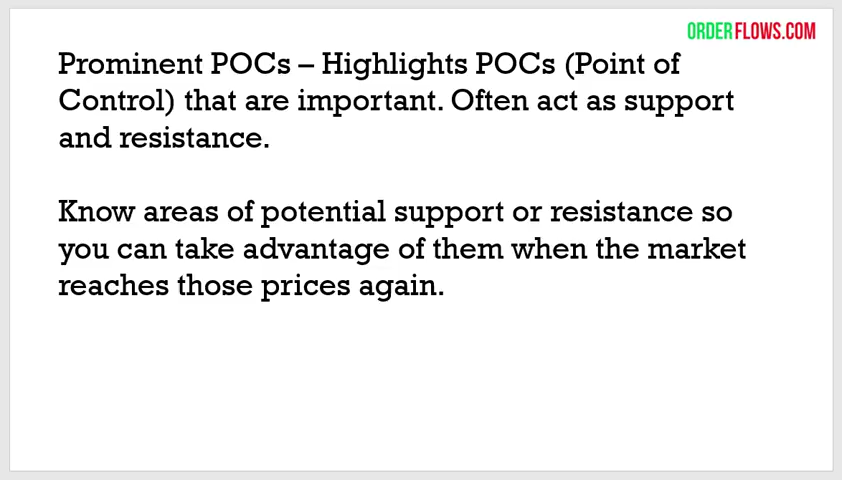 ORDERFLOWS.COM
Prominent POCs – Highlights POCs (Point of
Control) that are important. Often act as support
and resistance.
Know areas of potential support or resistance so
you can take advantage of them when the market
reaches those prices again.